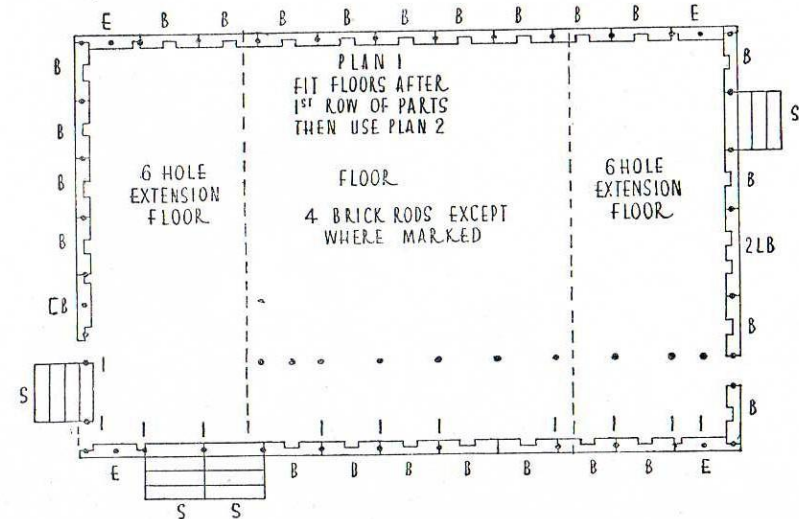 E B B B B B B B B E
PLAN 1
FIT FLOORS AFTER
1ST ROW OF PARTS
THEN USE PLAN 2
B
B
B
B
CB
S
B
S
B
2LB
B
B
6 HOLE
EXTENSION
FLOOR
FLOOR
4 BRICK RODS EXCEPT
WHERE MARKED
6 HOLE
EXTENSION
FLOOR
1
1 1 1 1 1 1 1 1 1
E B B B B B B E
S S